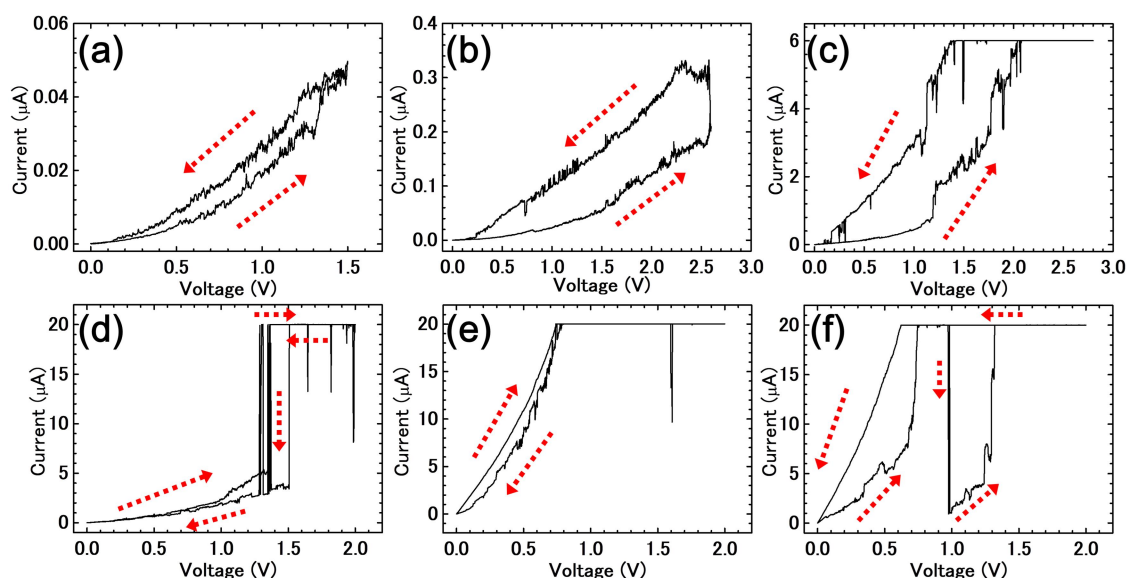 (a)
0.06
0.04
0.02
0.00
Current (μA)
0.0 0.5 1.0 1.5
Voltage (V)
(b)
0.4
0.3
0.2
0.1
0.0
Current (μA)
0.0 0.5 1.0 1.5 2.0 2.5 3.0
Voltage (V)
(c)
6
4
2
0
Current (μA)
0.0 0.5 1.0 1.5 2.0 2.5 3.0
Voltage (V)
(d)
20
15
10
5
0
Current (μA)
0.0 0.5 1.0 1.5 2.0
Voltage (V)
(e)
20
15
10
5
0
Current (μA)
0.0 0.5 1.0 1.5 2.0
Voltage (V)
(f)
20
15
10
5
0
Current (μA)
0.0 0.5 1.0 1.5 2.0
Voltage (V)